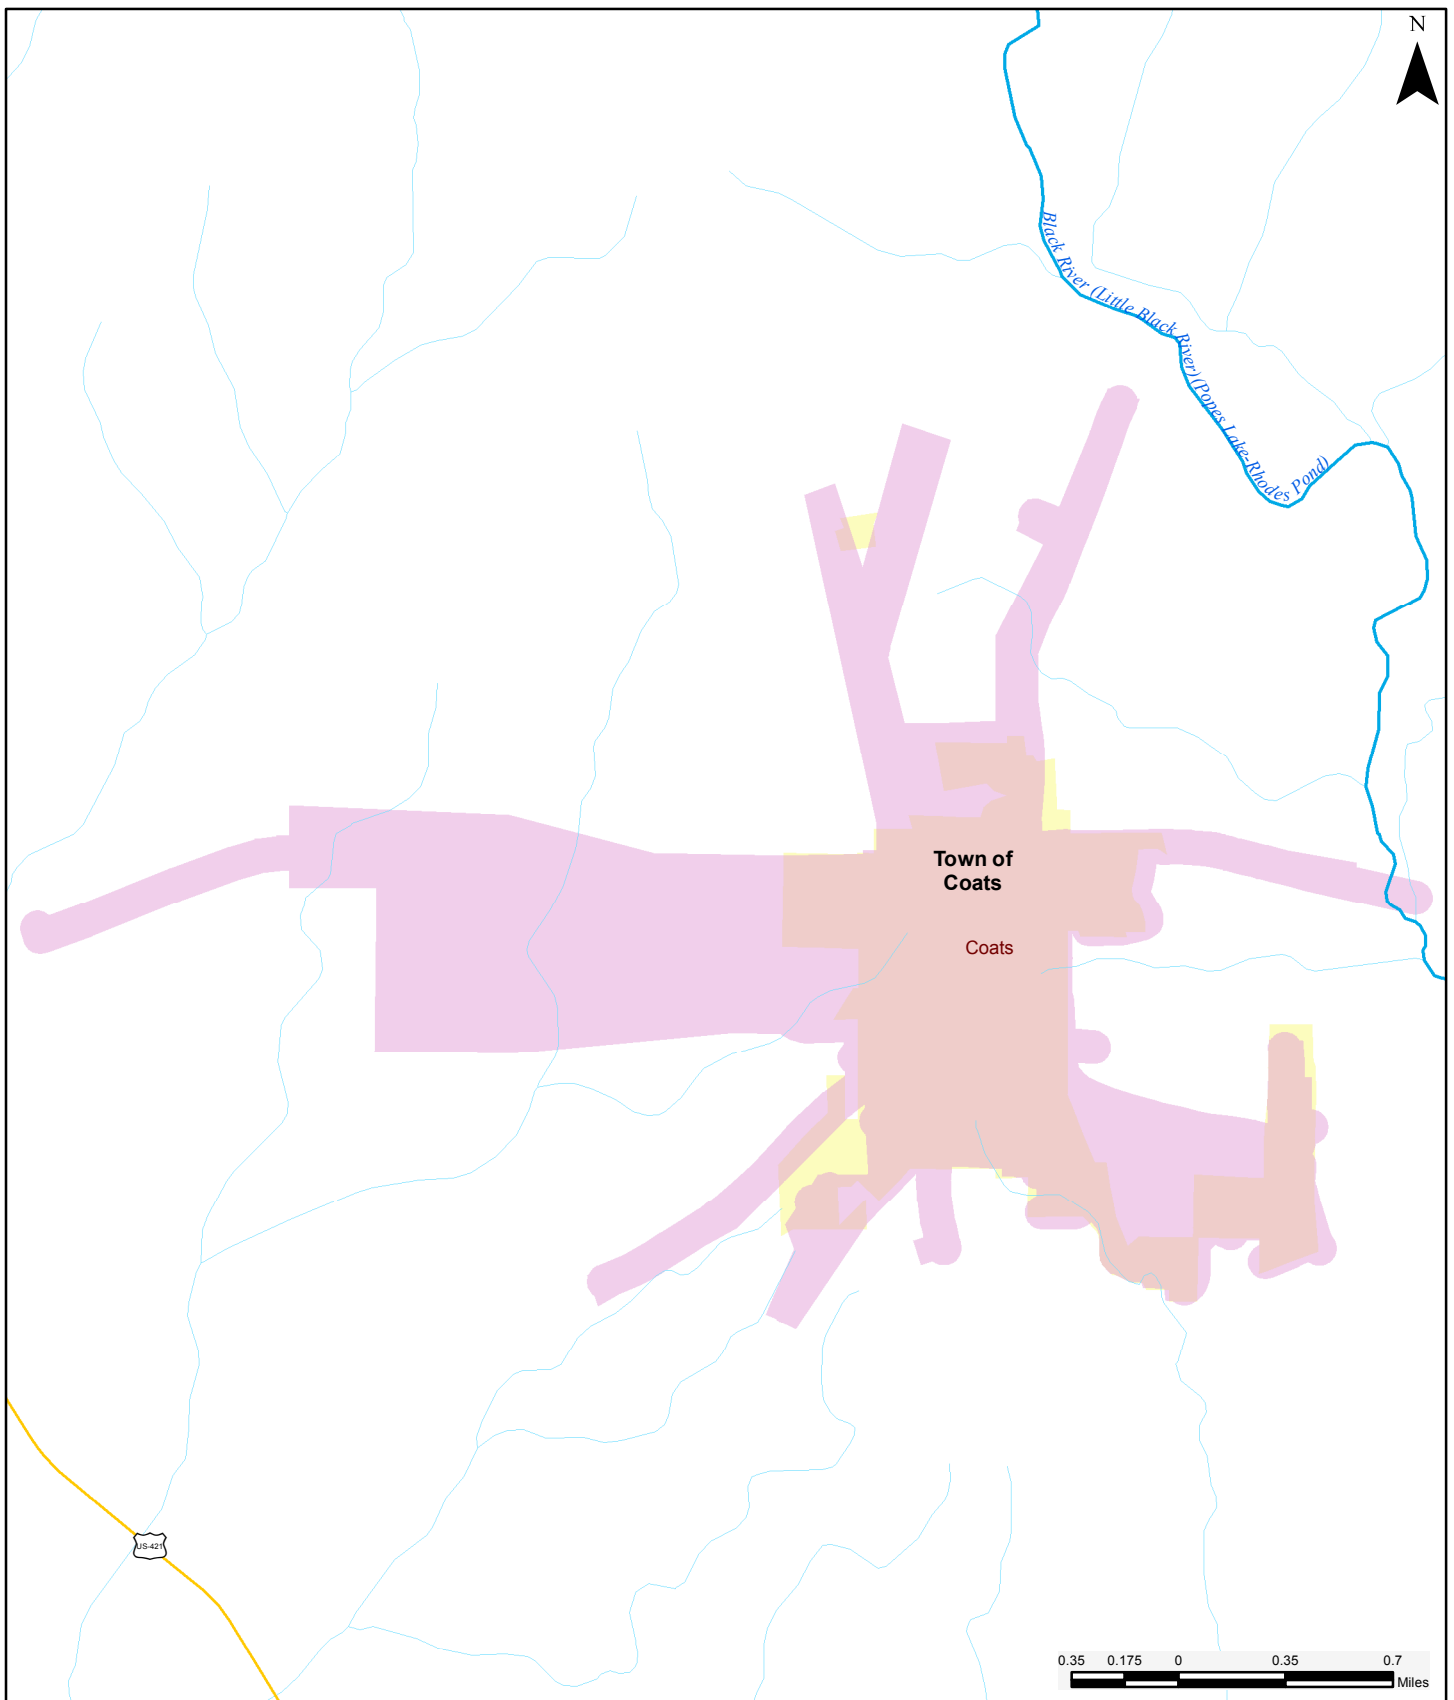 N
Black River (Little Black River)(Popes Lake-Rhodes Pond)
Town of
Coats
Coats
US-421
0.35 0.175 0 0.35 0.7
Miles